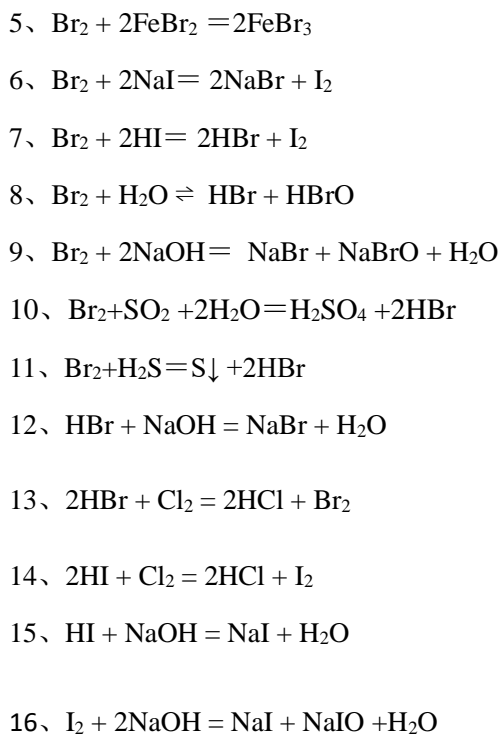 5、Br₂ + 2FeBr₂ ＝2FeBr₃
6、Br₂ + 2NaI＝ 2NaBr + I₂
7、Br₂ + 2HI＝ 2HBr + I₂
8、Br₂ + H₂O ⇌ HBr + HBrO
9、Br₂ + 2NaOH＝ NaBr + NaBrO + H₂O
10、Br₂+SO₂ +2H₂O＝H₂SO₄ +2HBr
11、Br₂+H₂S＝S↓ +2HBr
12、HBr + NaOH = NaBr + H₂O
13、2HBr + Cl₂ = 2HCl + Br₂
14、2HI + Cl₂ = 2HCl + I₂
15、HI + NaOH = NaI + H₂O
16、I₂ + 2NaOH = NaI + NaIO +H₂O